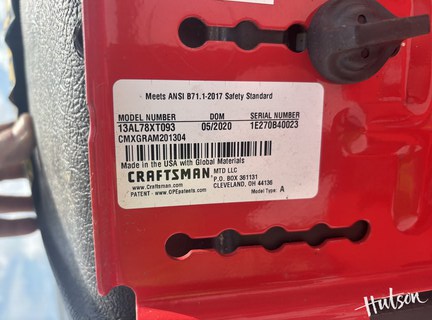 Meets ANSI B71.1-2017 Safety Standard
MODEL NUMBER DOM SERIAL NUMBER
13AL78XT093 05/2020 1E270B40023
CMXGRAM201304
Made in the USA with Global Materials
CRAFTSMAN MTD LLC
www.Craftsman.com P.O. BOX 361131
PATENT - www.OPEpatents.com CLEVELAND, OH 44136
Model Type: A
Hutson